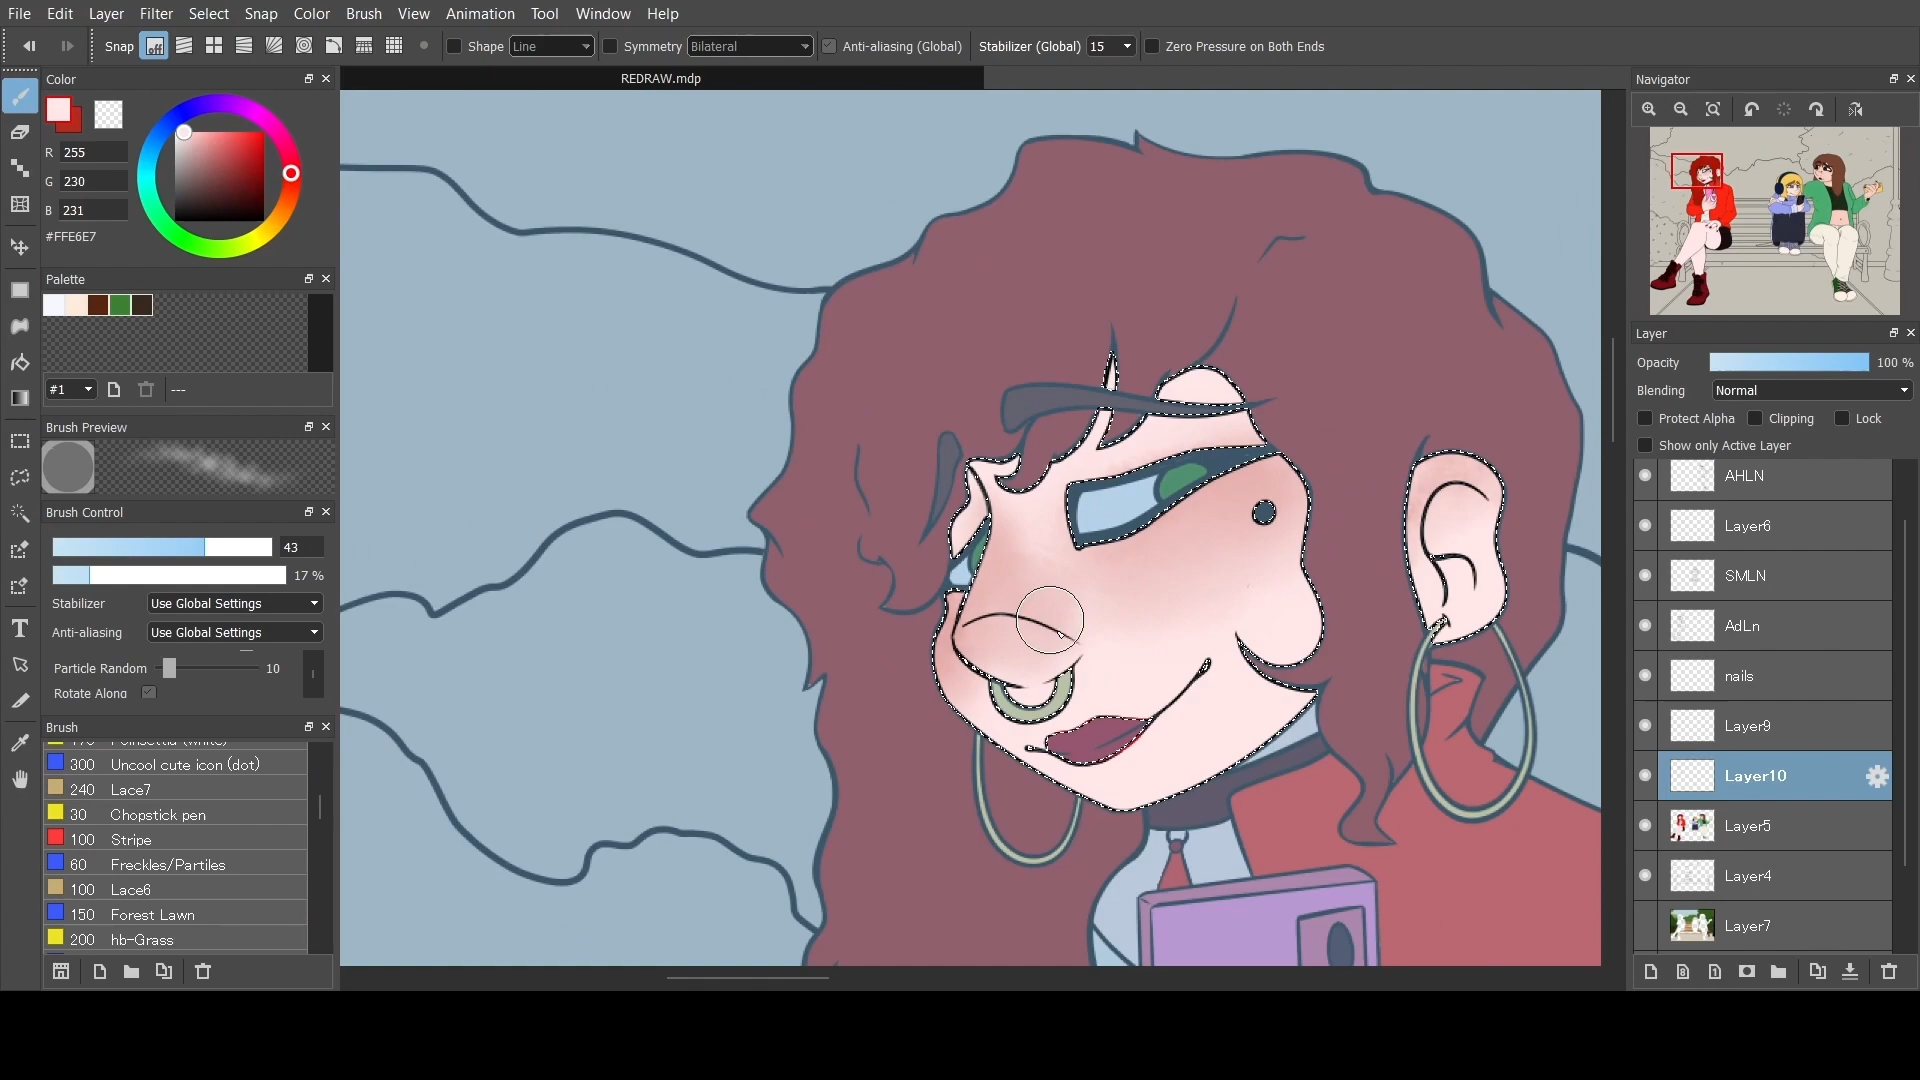 File Edit Layer Filter Select Snap Color Brush View Animation Tool Window Help
Snap off Shape Line Symmetry Bilateral Anti-aliasing (Global) Stabilizer (Global) 15 Zero Pressure on Both Ends
Color
REDRAW.mdp
Navigator
R 255
G 230
B 231
#FFE6E7
Palette
#1 ---
Brush Preview
Brush Control
43
17 %
Stabilizer Use Global Settings
Anti-aliasing Use Global Settings
Particle Random 10
Rotate Along
Brush
170 Poinsettia (white)
300 Uncool cute icon (dot)
240 Lace7
30 Chopstick pen
100 Stripe
60 Freckles/Partiles
100 Lace6
150 Forest Lawn
200 hb-Grass
Layer
Opacity 100 %
Blending Normal
Protect Alpha Clipping Lock
Show only Active Layer
AHLN
Layer6
SMLN
AdLn
nails
Layer9
Layer10
Layer5
Layer4
Layer7